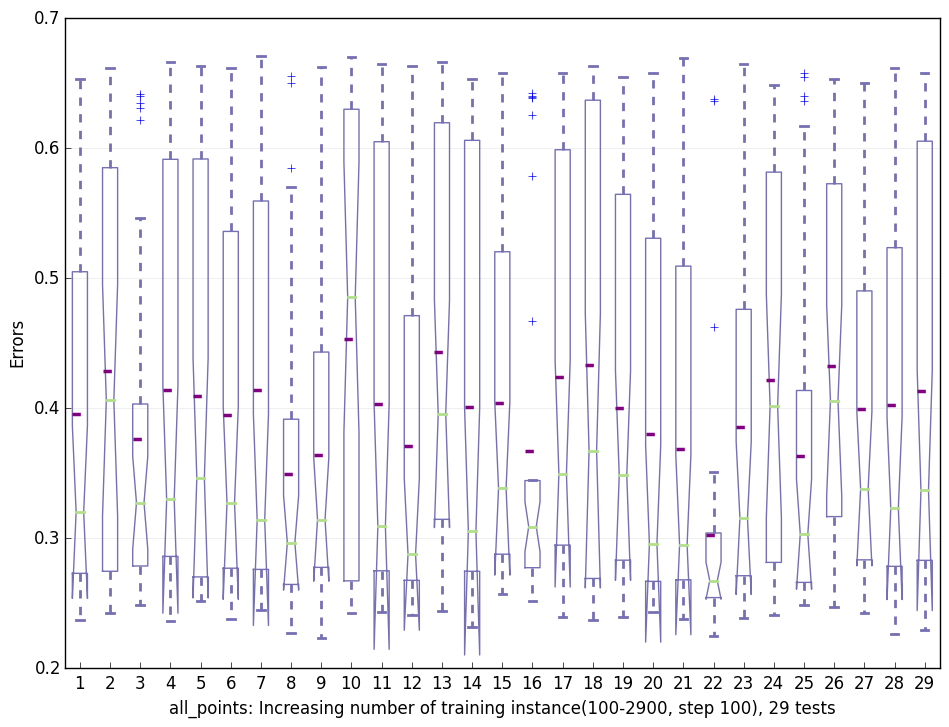 0.7
0.6
0.5
0.4
0.3
0.2
Errors
1 2 3 4 5 6 7 8 9 10 11 12 13 14 15 16 17 18 19 20 21 22 23 24 25 26 27 28 29
all_points: Increasing number of training instance(100-2900, step 100), 29 tests